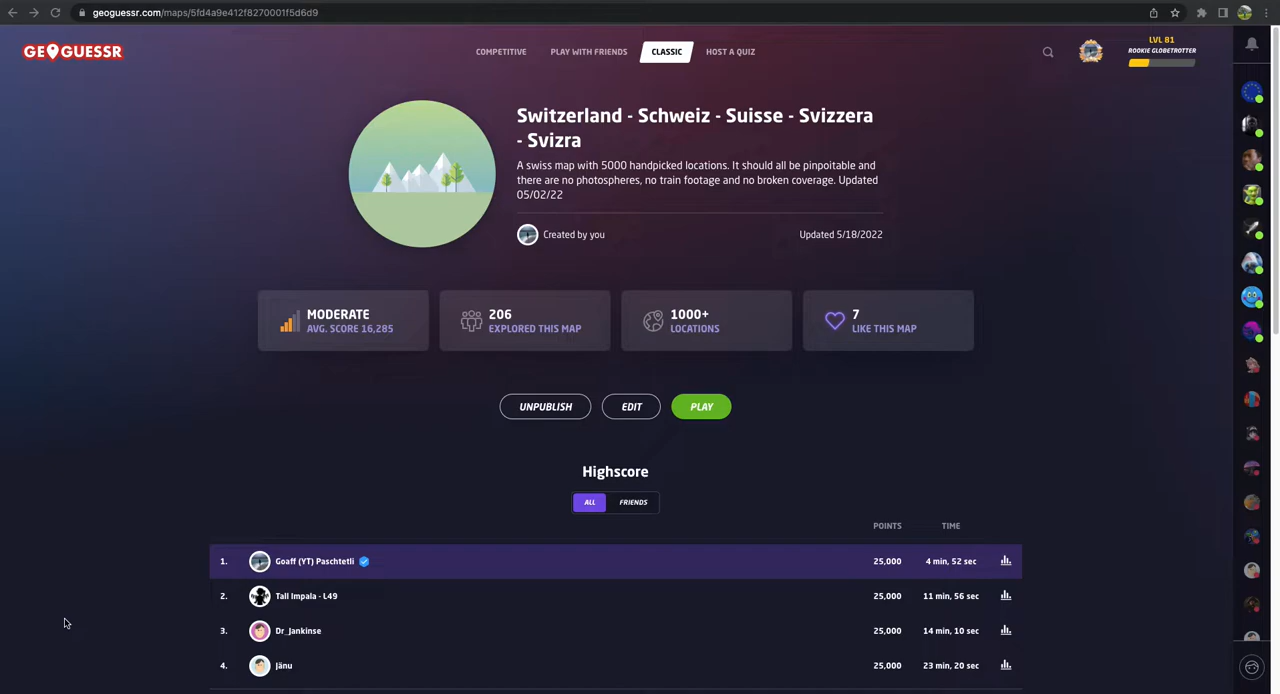 geoguessr.com/maps/5fd4a9e412f8270001f5d6d9
GEOGUESSR
COMPETITIVE
PLAY WITH FRIENDS
CLASSIC
HOST A QUIZ
LVL 81
ROOKIE GLOBETROTTER
Switzerland - Schweiz - Suisse - Svizzera
- Svizra
A swiss map with 5000 handpicked locations. It should all be pinpoitable and
there are no photospheres, no train footage and no broken coverage. Updated
05/02/22
Created by you
Updated 5/18/2022
MODERATE
AVG. SCORE 16,285
206
EXPLORED THIS MAP
1000+
LOCATIONS
7
LIKE THIS MAP
UNPUBLISH
EDIT
PLAY
Highscore
ALL
FRIENDS
POINTS TIME
1. Goaff (YT) Paschtetli 25,000 4 min, 52 sec
2. Tall Impala - L49 25,000 11 min, 56 sec
3. Dr_Jankinse 25,000 14 min, 10 sec
4. Jänu 25,000 23 min, 20 sec